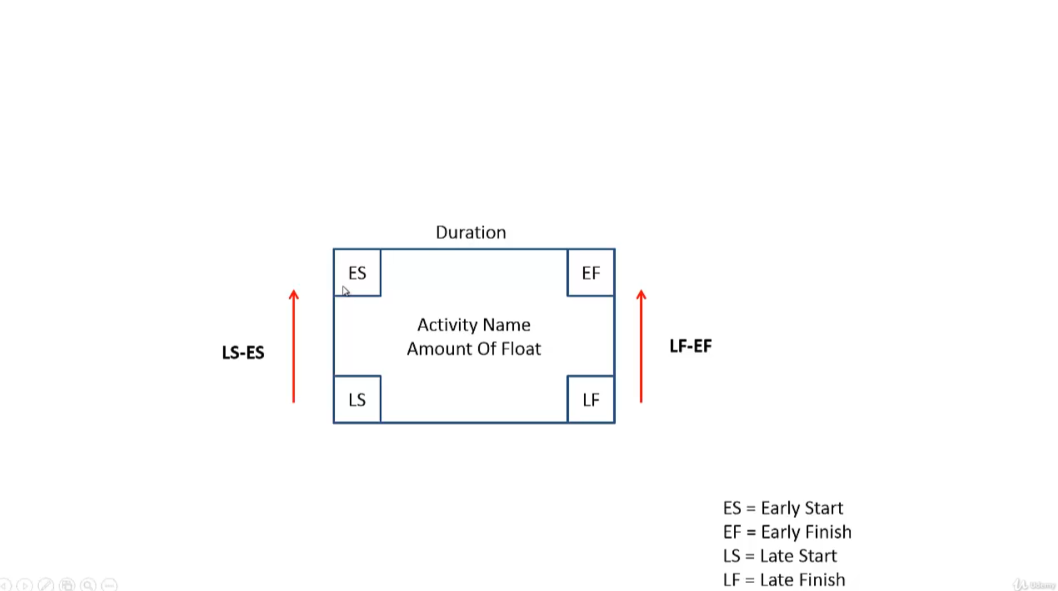 Duration
ES
EF
Activity Name
Amount Of Float
LS-ES
LF-EF
LS
LF
ES = Early Start
EF = Early Finish
LS = Late Start
LF = Late Finish
Udemy